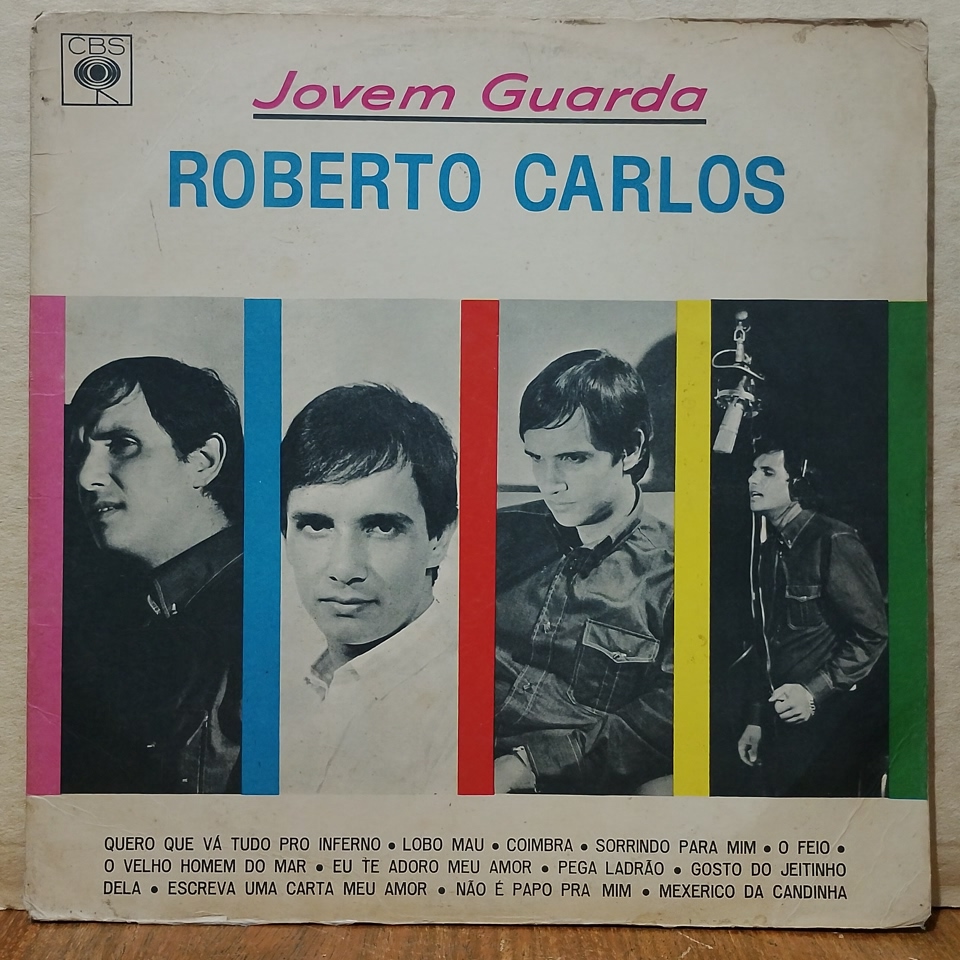 CBS
Jovem Guarda
ROBERTO CARLOS
QUERO QUE VÁ TUDO PRO INFERNO • LOBO MAU • COIMBRA • SORRINDO PARA MIM • O FEIO •
O VELHO HOMEM DO MAR • EU TE ADORO MEU AMOR • PEGA LADRÃO • GOSTO DO JEITINHO
DELA • ESCREVA UMA CARTA MEU AMOR • NÃO É PAPO PRA MIM • MEXERICO DA CANDINHA